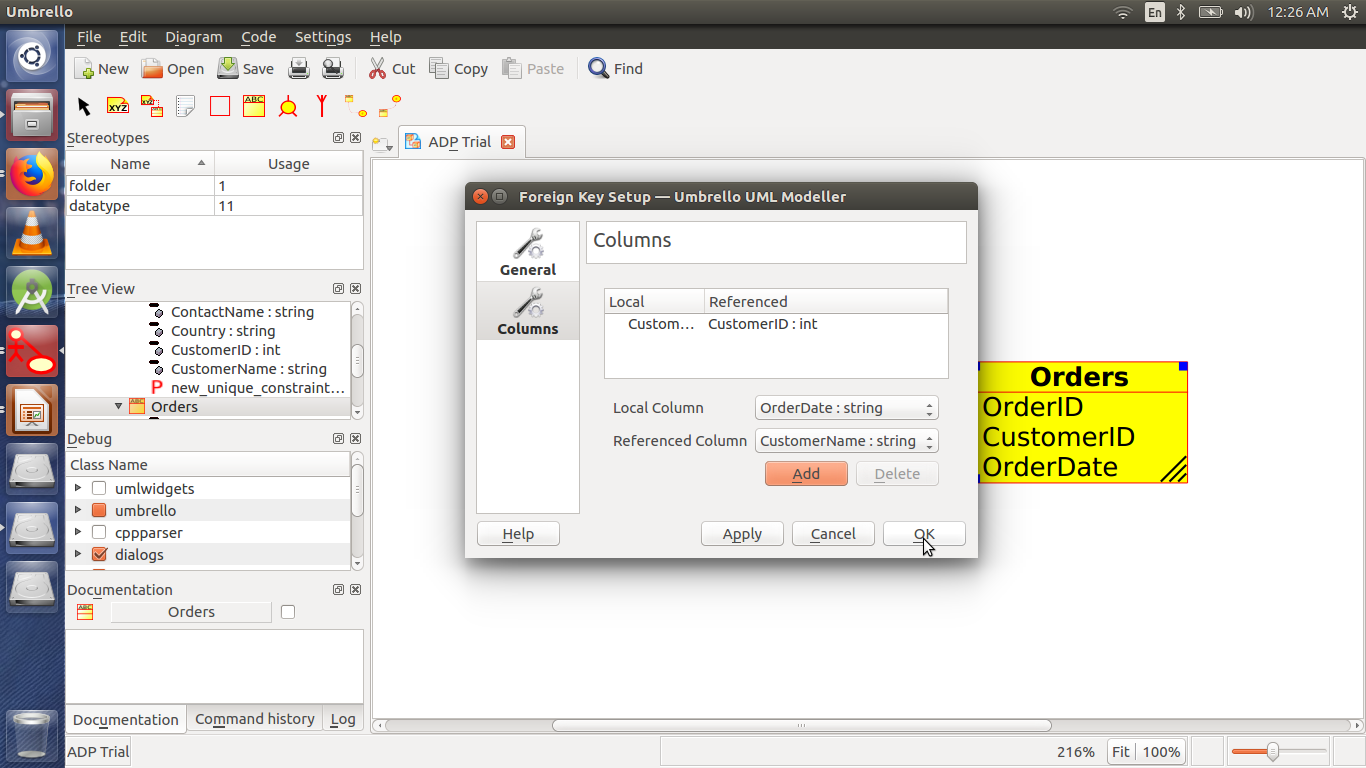 Umbrello
En
12:26 AM
File Edit Diagram Code Settings Help
New Open Save Cut Copy Paste Find
XYZ XYZ ABC
Stereotypes
Name Usage
folder 1
datatype 11
Tree View
ContactName : string
Country : string
CustomerID : int
CustomerName : string
P new_unique_constraint...
ABC Orders
Debug
Class Name
umlwidgets
umbrello
cppparser
dialogs
Documentation
ABC Orders
Documentation Command history Log
ADP Trial
ADP Trial
Foreign Key Setup — Umbrello UML Modeller
General
Columns
Columns
Local Referenced
Custom... CustomerID : int
Local Column OrderDate : string
Referenced Column CustomerName : string
Add Delete
Help Apply Cancel OK
Orders
OrderID
CustomerID
OrderDate
216% Fit 100%